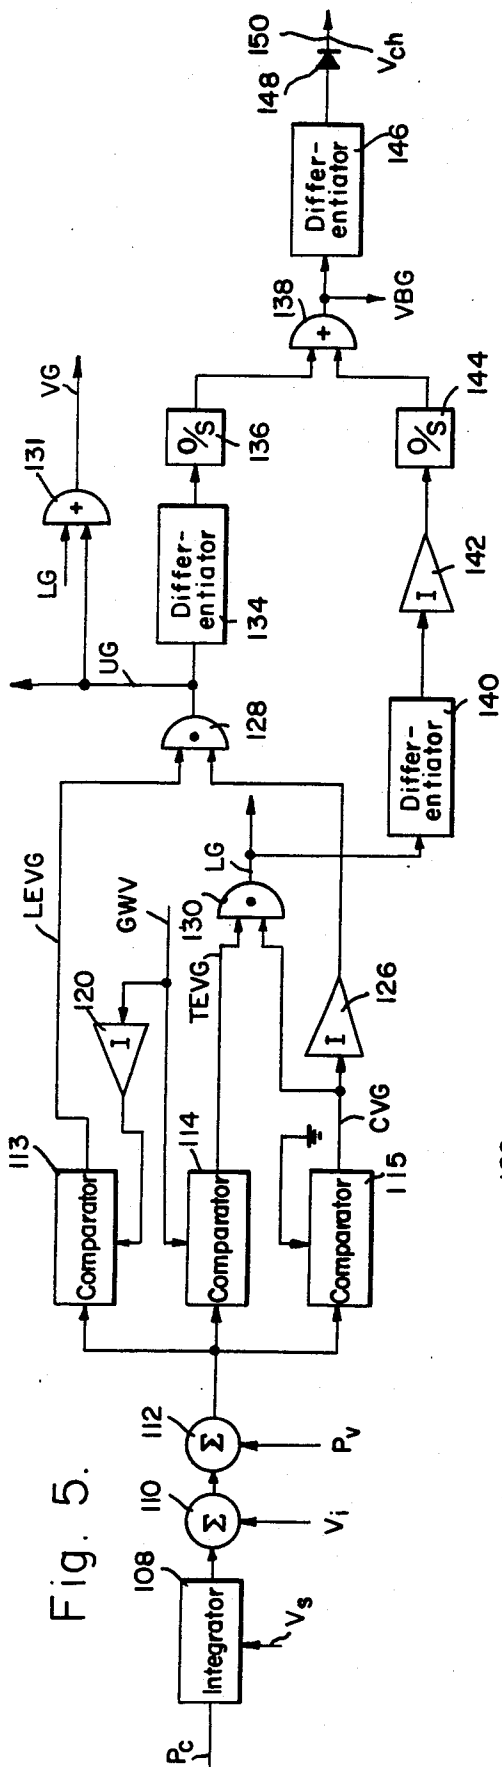 Fig. 5.
Pc
Integrator
108
Vs
Σ
110
Vi
Σ
112
Pv
Comparator
113
Comparator
114
Comparator
115
LEVG
I
120
GWV
TEVG
130
LG
CVG
I
126
128
UG
LG
+
131
VG
Differ-
entiator
134
O/S
136
Differ-
entiator
140
I
142
O/S
144
+
138
VBG
Differ-
entiator
146
148
150
Vch